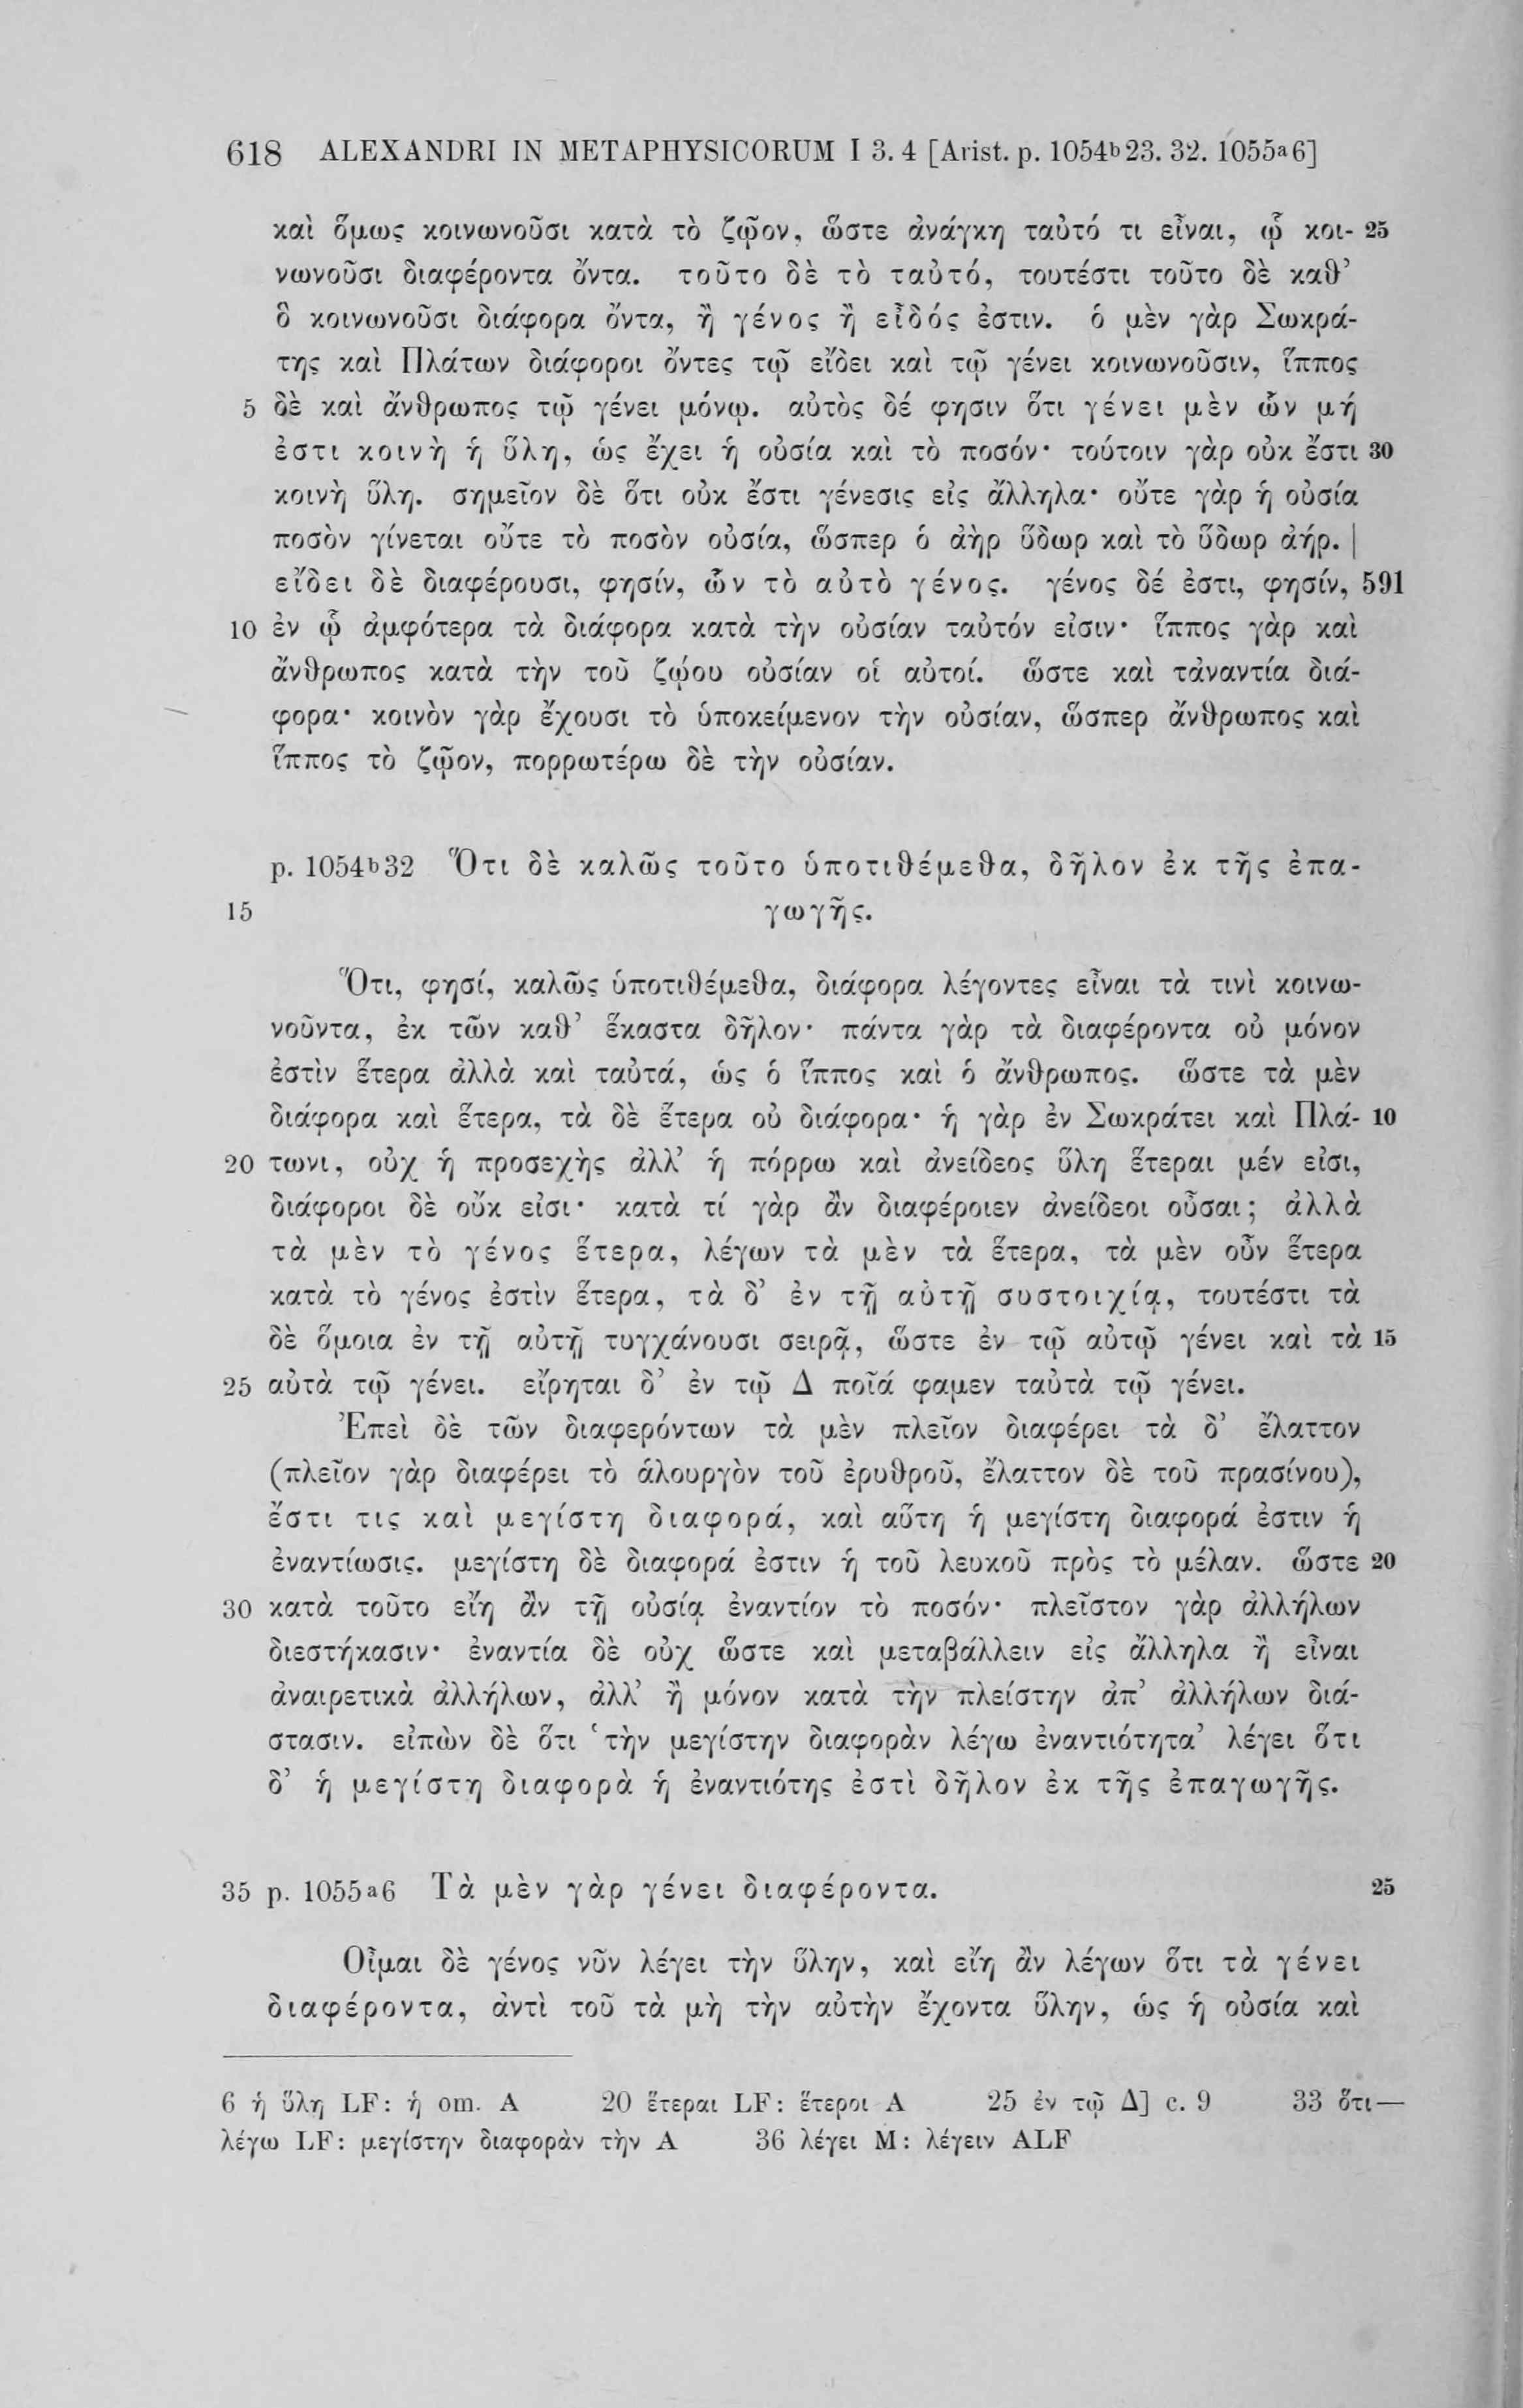 618 ALEXANDRI IN METAPHYSICORUM I 3. 4 [Arist. p. 1054b23. 32. 1055a6]
καὶ ὅμως κοινωνοῦσι κατὰ τὸ ζῷον, ὥστε ἀνάγκη ταὐτό τι εἶναι, ᾧ κοι- 25
νωνοῦσι διαφέροντα ὄντα. τοῦτο δὲ τὸ ταὐτό, τουτέστι τοῦτο δὲ καθ’
ὃ κοινωνοῦσι διάφορα ὄντα, ἢ γένος ἢ εἶδός ἐστιν. ὁ μὲν γὰρ Σωκρά-
της καὶ Πλάτων διάφοροι ὄντες τῷ εἴδει καὶ τῷ γένει κοινωνοῦσιν, ἵππος
5 δὲ καὶ ἄνθρωπος τῷ γένει μόνῳ. αὐτὸς δέ φησιν ὅτι γένει μὲν ὧν μή
ἐστι κοινὴ ἡ ὕλη, ὡς ἔχει ἡ οὐσία καὶ τὸ ποσόν· τούτοιν γὰρ οὐκ ἔστι 30
κοινὴ ὕλη. σημεῖον δὲ ὅτι οὐκ ἔστι γένεσις εἰς ἄλληλα· οὔτε γὰρ ἡ οὐσία
ποσὸν γίνεται οὔτε τὸ ποσὸν οὐσία, ὥσπερ ὁ ἀὴρ ὕδωρ καὶ τὸ ὕδωρ ἀήρ. |
εἴδει δὲ διαφέρουσι, φησίν, ὧν τὸ αὐτὸ γένος. γένος δέ ἐστι, φησίν, 591
10 ἐν ᾧ ἀμφότερα τὰ διάφορα κατὰ τὴν οὐσίαν ταὐτόν εἰσιν· ἵππος γὰρ καὶ
ἄνθρωπος κατὰ τὴν τοῦ ζῴου οὐσίαν οἱ αὐτοί. ὥστε καὶ τἀναντία διά-
φορα· κοινὸν γὰρ ἔχουσι τὸ ὑποκείμενον τὴν οὐσίαν, ὥσπερ ἄνθρωπος καὶ
ἵππος τὸ ζῷον, πορρωτέρω δὲ τὴν οὐσίαν.
p. 1054b32 Ὅτι δὲ καλῶς τοῦτο ὑποτιθέμεθα, δῆλον ἐκ τῆς ἐπα-
15 γωγῆς.
Ὅτι, φησί, καλῶς ὑποτιθέμεθα, διάφορα λέγοντες εἶναι τὰ τινὶ κοινω-
νοῦντα, ἐκ τῶν καθ’ ἕκαστα δῆλον· πάντα γὰρ τὰ διαφέροντα οὐ μόνον
ἐστὶν ἕτερα ἀλλὰ καὶ ταὐτά, ὡς ὁ ἵππος καὶ ὁ ἄνθρωπος. ὥστε τὰ μὲν
διάφορα καὶ ἕτερα, τὰ δὲ ἕτερα οὐ διάφορα· ἡ γὰρ ἐν Σωκράτει καὶ Πλά- 10
20 τωνι, οὐχ ἡ προσεχὴς ἀλλ’ ἡ πόρρω καὶ ἀνείδεος ὕλη ἕτεραι μέν εἰσι,
διάφοροι δὲ οὔκ εἰσι· κατὰ τί γὰρ ἂν διαφέροιεν ἀνείδεοι οὖσαι; ἀλλὰ
τὰ μὲν τὸ γένος ἕτερα, λέγων τὰ μὲν τὰ ἕτερα, τὰ μὲν οὖν ἕτερα
κατὰ τὸ γένος ἐστὶν ἕτερα, τὰ δ’ ἐν τῇ αὐτῇ συστοιχίᾳ, τουτέστι τὰ
δὲ ὅμοια ἐν τῇ αὐτῇ τυγχάνουσι σειρᾷ, ὥστε ἐν τῷ αὐτῷ γένει καὶ τὰ 15
25 αὐτὰ τῷ γένει. εἴρηται δ’ ἐν τῷ Δ ποῖά φαμεν ταὐτὰ τῷ γένει.
Ἐπεὶ δὲ τῶν διαφερόντων τὰ μὲν πλεῖον διαφέρει τὰ δ’ ἔλαττον
(πλεῖον γὰρ διαφέρει τὸ ἁλουργὸν τοῦ ἐρυθροῦ, ἔλαττον δὲ τοῦ πρασίνου),
ἔστι τις καὶ μεγίστη διαφορά, καὶ αὕτη ἡ μεγίστη διαφορά ἐστιν ἡ
ἐναντίωσις. μεγίστη δὲ διαφορά ἐστιν ἡ τοῦ λευκοῦ πρὸς τὸ μέλαν. ὥστε 20
30 κατὰ τοῦτο εἴη ἂν τῇ οὐσίᾳ ἐναντίον τὸ ποσόν· πλεῖστον γὰρ ἀλλήλων
διεστήκασιν· ἐναντία δὲ οὐχ ὥστε καὶ μεταβάλλειν εἰς ἄλληλα ἢ εἶναι
ἀναιρετικὰ ἀλλήλων, ἀλλ’ ἢ μόνον κατὰ τὴν πλείστην ἀπ’ ἀλλήλων διά-
στασιν. εἰπὼν δὲ ὅτι ‘τὴν μεγίστην διαφορὰν λέγω ἐναντιότητα’ λέγει ὅτι
δ’ ἡ μεγίστη διαφορὰ ἡ ἐναντιότης ἐστὶ δῆλον ἐκ τῆς ἐπαγωγῆς.
35 p. 1055a6 Τὰ μὲν γὰρ γένει διαφέροντα. 25
Οἶμαι δὲ γένος νῦν λέγει τὴν ὕλην, καὶ εἴη ἂν λέγων ὅτι τὰ γένει
διαφέροντα, ἀντὶ τοῦ τὰ μὴ τὴν αὐτὴν ἔχοντα ὕλην, ὡς ἡ οὐσία καὶ
6 ἡ ὕλη LF: ἡ om. A 20 ἕτεραι LF: ἕτεροι A 25 ἐν τῷ Δ] c. 9 33 ὅτι—
λέγω LF: μεγίστην διαφορὰν τὴν A 36 λέγει M: λέγειν ALF